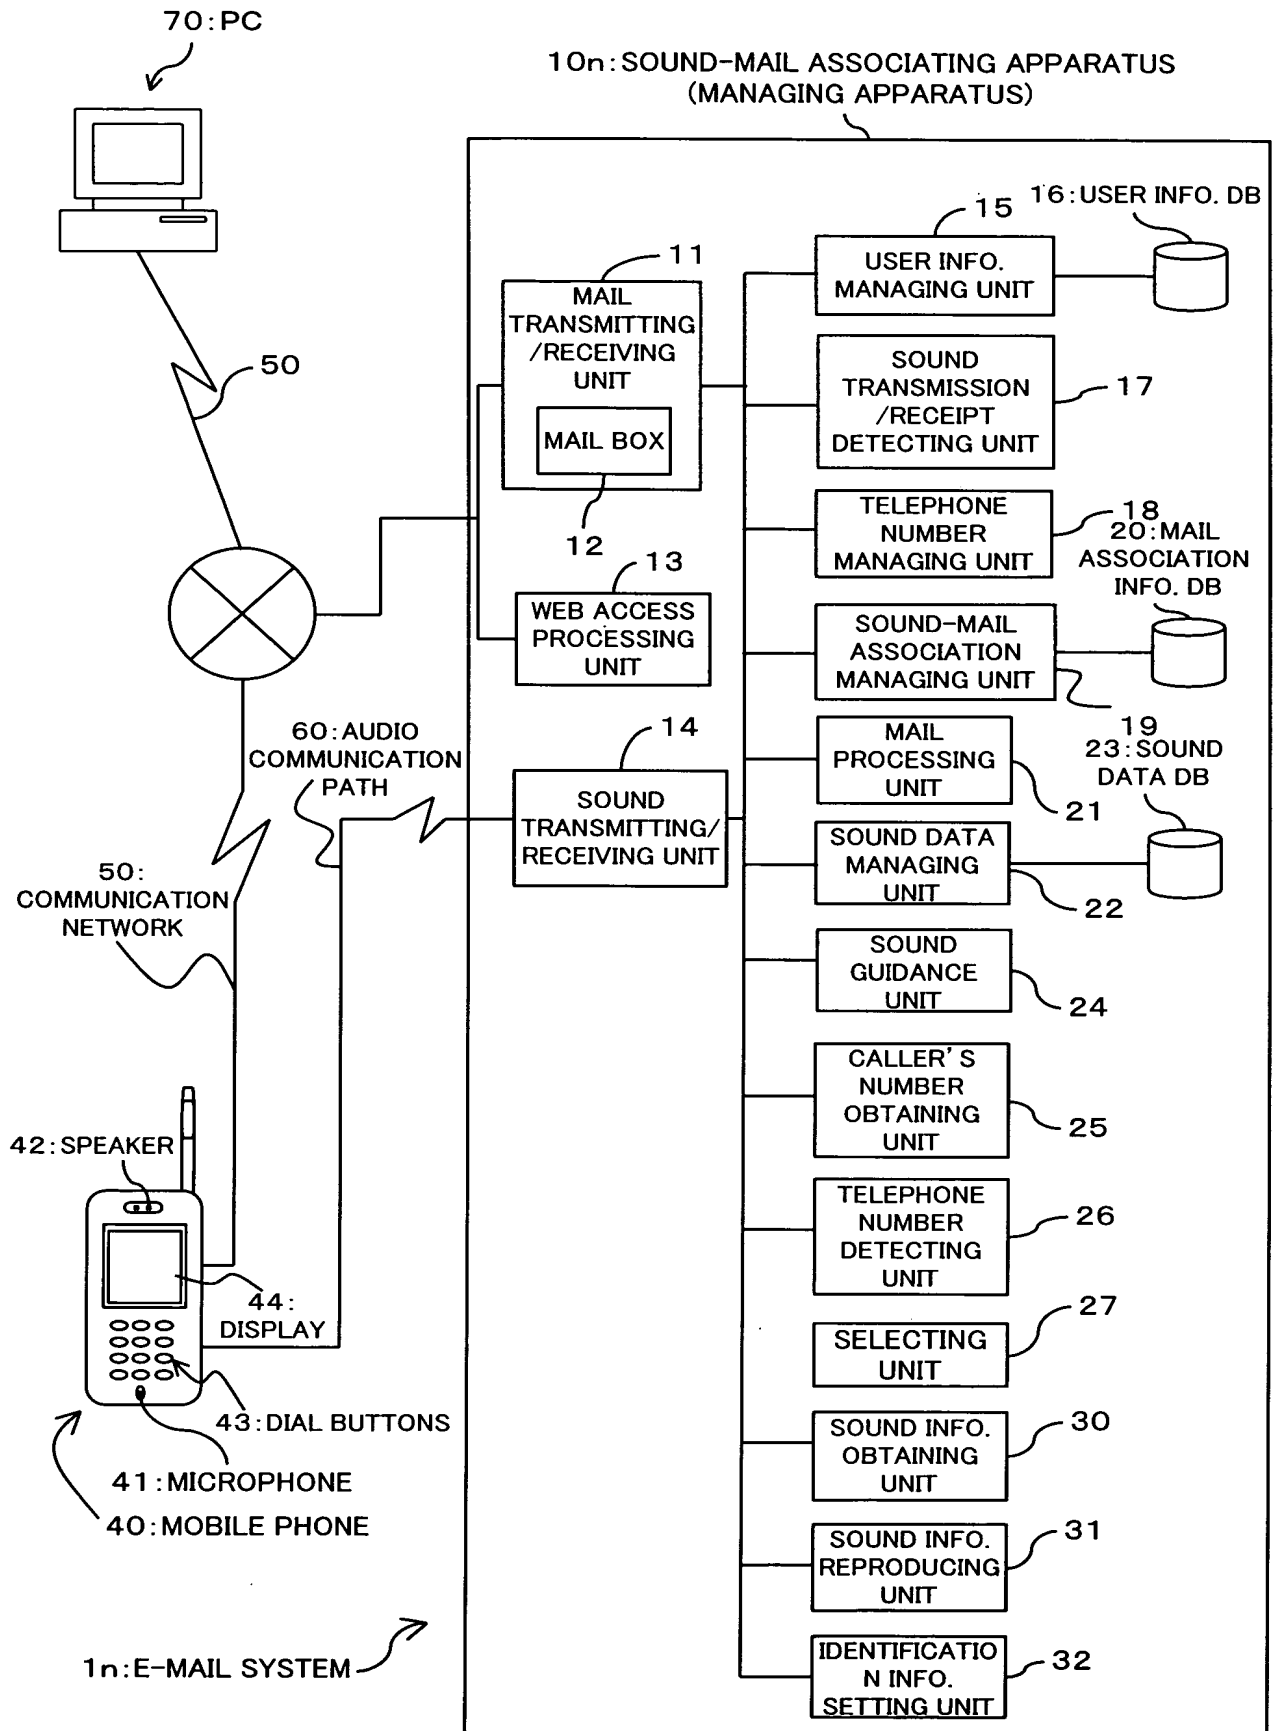 70:PC
10n:SOUND-MAIL ASSOCIATING APPARATUS
(MANAGING APPARATUS)
16:USER INFO. DB
15
USER INFO.
MANAGING UNIT
11
MAIL
TRANSMITTING
/RECEIVING
UNIT
MAIL BOX
12
50
SOUND
TRANSMISSION
/RECEIPT
DETECTING UNIT
17
TELEPHONE
NUMBER
MANAGING UNIT
18
20:MAIL
ASSOCIATION
INFO. DB
13
WEB ACCESS
PROCESSING
UNIT
SOUND-MAIL
ASSOCIATION
MANAGING UNIT
19
60:AUDIO
COMMUNICATION
PATH
14
SOUND
TRANSMITTING/
RECEIVING UNIT
MAIL
PROCESSING
UNIT
21
23:SOUND
DATA DB
SOUND DATA
MANAGING
UNIT
22
50:
COMMUNICATION
NETWORK
SOUND
GUIDANCE
UNIT
24
CALLER'S
NUMBER
OBTAINING
UNIT
25
42:SPEAKER
TELEPHONE
NUMBER
DETECTING
UNIT
26
44:
DISPLAY
27
SELECTING
UNIT
43:DIAL BUTTONS
41:MICROPHONE
40:MOBILE PHONE
SOUND INFO.
OBTAINING
UNIT
30
SOUND INFO.
REPRODUCING
UNIT
31
1n:E-MAIL SYSTEM
IDENTIFICATIO
N INFO.
SETTING UNIT
32